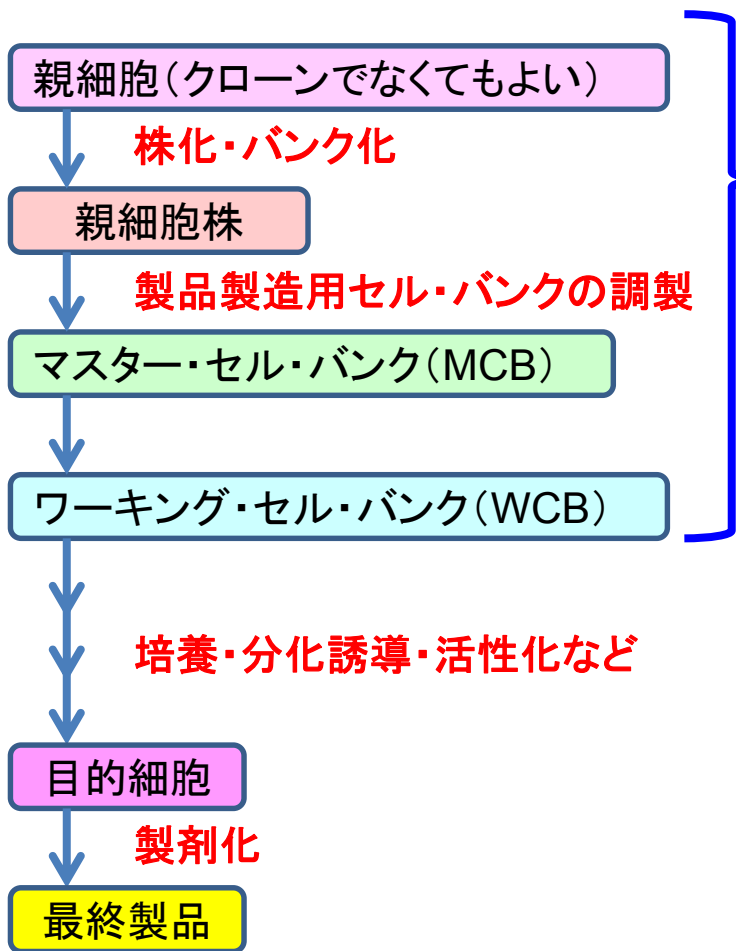 親細胞（クローンでなくてもよい）
株化・バンク化
親細胞株
製品製造用セル・バンクの調製
マスター・セル・バンク（MCB）
ワーキング・セル・バンク（WCB）
培養・分化誘導・活性化など
目的細胞
製剤化
最終製品